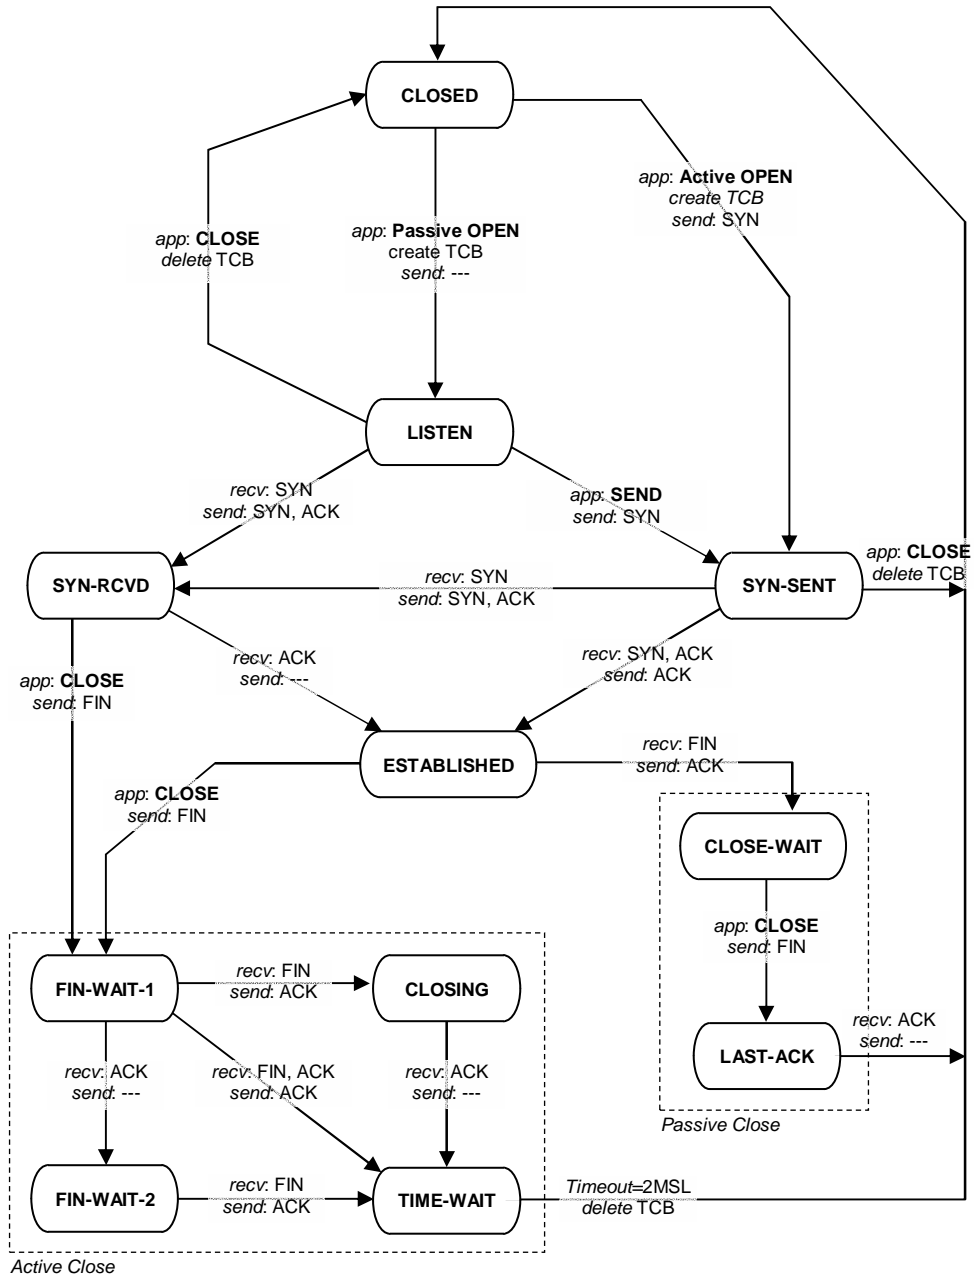 CLOSED
app: Active OPEN
create TCB
send: SYN
app: Passive OPEN
create TCB
send: ---
app: CLOSE
delete TCB
LISTEN
recv: SYN
send: SYN, ACK
app: SEND
send: SYN
app: CLOSE
delete TCB
SYN-RCVD
recv: SYN
send: SYN, ACK
SYN-SENT
recv: ACK
send: ---
recv: SYN, ACK
send: ACK
app: CLOSE
send: FIN
ESTABLISHED
recv: FIN
send: ACK
app: CLOSE
send: FIN
CLOSE-WAIT
app: CLOSE
send: FIN
FIN-WAIT-1
recv: FIN
send: ACK
CLOSING
LAST-ACK
recv: ACK
send: ---
recv: ACK
send: ---
recv: FIN, ACK
send: ACK
recv: ACK
send: ---
Passive Close
FIN-WAIT-2
recv: FIN
send: ACK
TIME-WAIT
Timeout=2MSL
delete TCB
Active Close